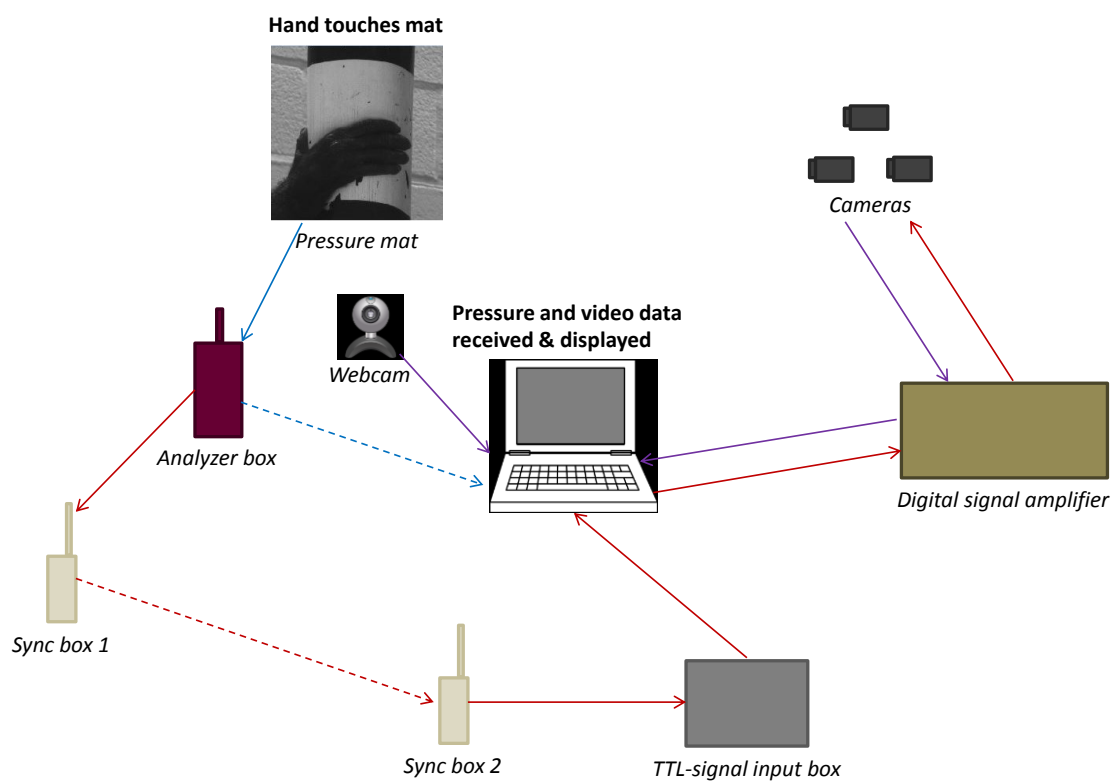 Hand touches mat
Pressure mat
Cameras
Webcam
Pressure and video data
received & displayed
Analyzer box
Digital signal amplifier
Sync box 1
Sync box 2
TTL-signal input box